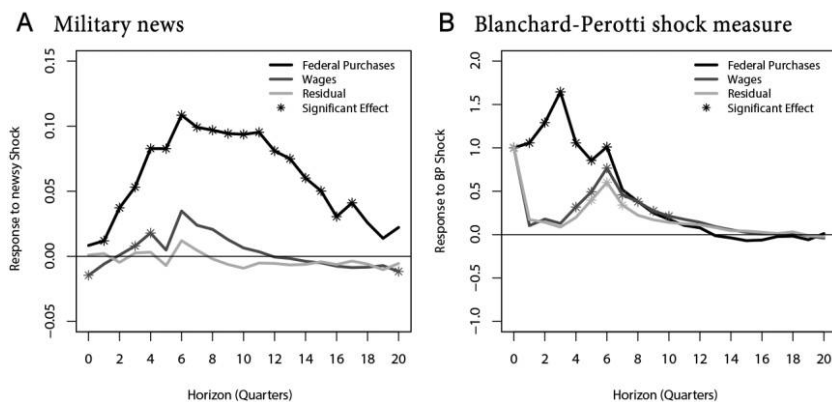 A Military news
Response to newsy Shock
0.15
0.10
0.05
0.00
−0.05
Federal Purchases
Wages
Residual
Significant Effect
0 2 4 6 8 10 12 14 16 18 20
Horizon (Quarters)
B Blanchard-Perotti shock measure
Response to BP Shock
2.0
1.5
1.0
0.5
0.0
−0.5
−1.0
Federal Purchases
Wages
Residual
Significant Effect
0 2 4 6 8 10 12 14 16 18 20
Horizon (Quarters)